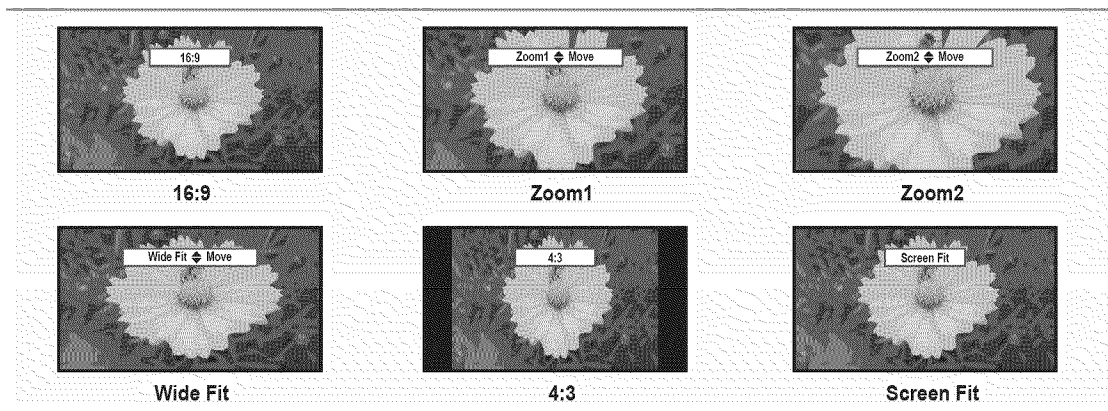 16:9
Zoom1 ♦ Move
Zoom2 ♦ Move
16:9
Zoom1
Zoom2
Wide Fit ♦ Move
4:3
Screen Fit
Wide Fit
4:3
Screen Fit